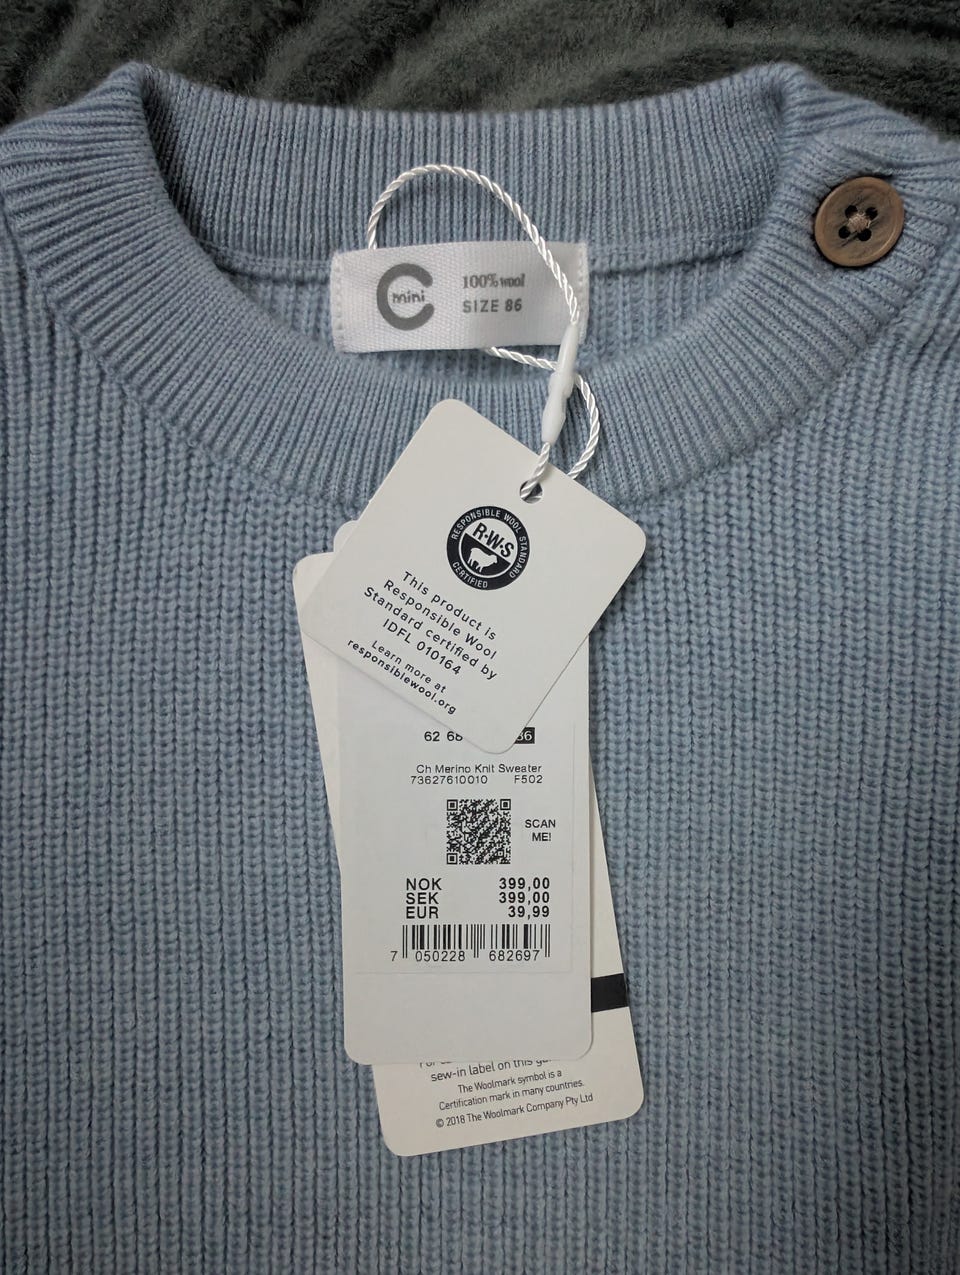 mini
100% wool
SIZE 86
RESPONSIBLE WOOL STANDARD
R·W·S
CERTIFIED
This product is
Responsible Wool
Standard certified by
IDFL 010164
Learn more at
responsiblewool.org
62 68 86
Ch Merino Knit Sweater
73627610010 F502
SCAN
ME!
NOK 399,00
SEK 399,00
EUR 39,99
7 050228 682697
sew-in label on this
The Woolmark symbol is a
Certification mark in many countries.
© 2018 The Woolmark Company Pty Ltd